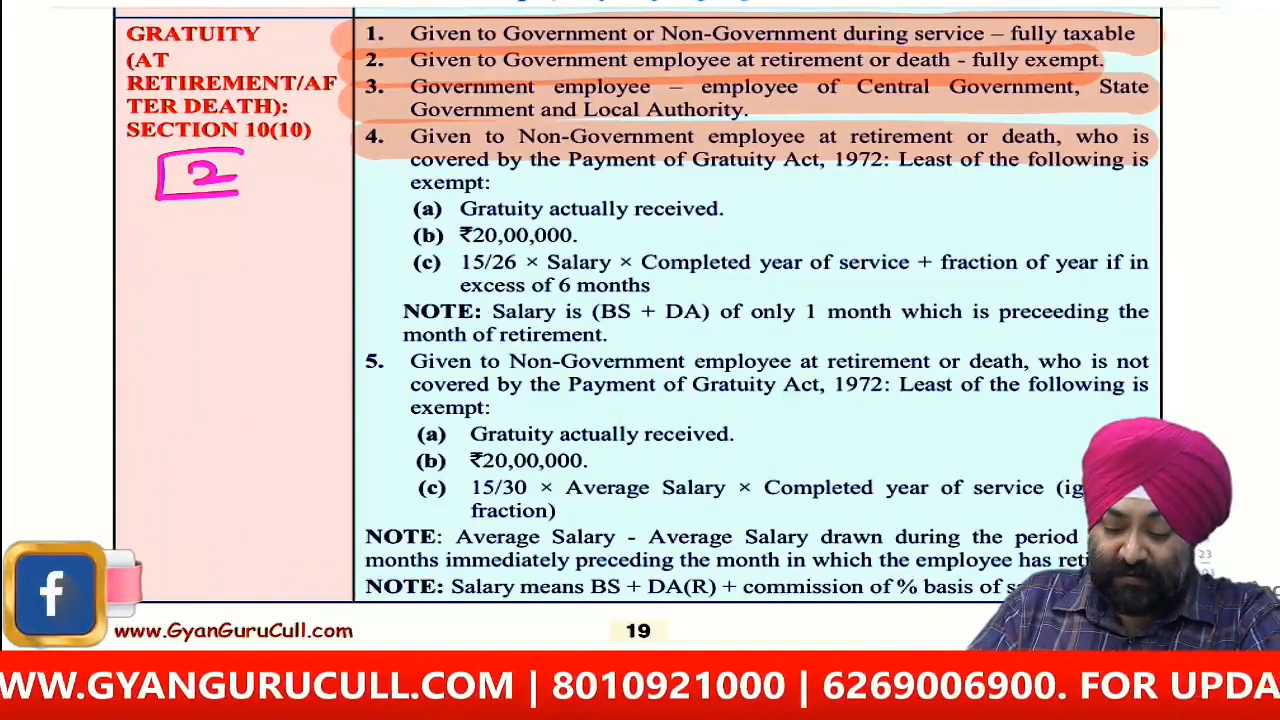 GRATUITY
(AT
RETIREMENT/AF
TER DEATH):
SECTION 10(10)
2
1. Given to Government or Non-Government during service – fully taxable
2. Given to Government employee at retirement or death - fully exempt.
3. Government employee – employee of Central Government, State
Government and Local Authority.
4. Given to Non-Government employee at retirement or death, who is
covered by the Payment of Gratuity Act, 1972: Least of the following is
exempt:
(a) Gratuity actually received.
(b) ₹20,00,000.
(c) 15/26 × Salary × Completed year of service + fraction of year if in
excess of 6 months
NOTE: Salary is (BS + DA) of only 1 month which is preceeding the
month of retirement.
5. Given to Non-Government employee at retirement or death, who is not
covered by the Payment of Gratuity Act, 1972: Least of the following is
exempt:
(a) Gratuity actually received.
(b) ₹20,00,000.
(c) 15/30 × Average Salary × Completed year of service
fraction)
NOTE: Average Salary - Average Salary drawn during the period
months immediately preceding the month in which the employee has
NOTE: Salary means BS + DA(R) + commission of % basis of
23
f
www.GyanGuruCull.com
19
WW.GYANGURUCULL.COM | 8010921000 | 6269006900. FOR UPDA